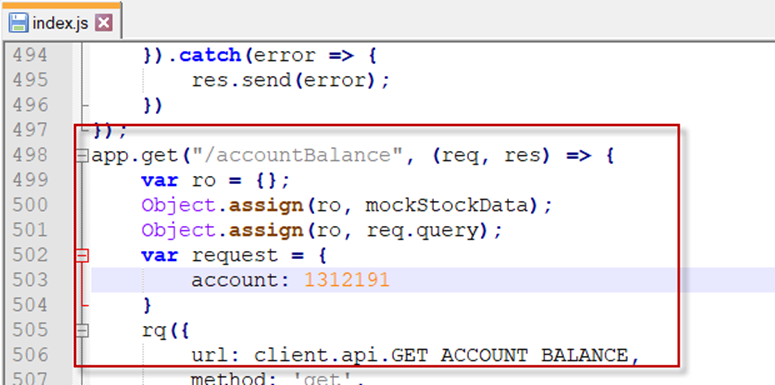 index.js
494 }).catch(error => {
495 res.send(error);
496 })
497 });
498 app.get("/accountBalance", (req, res) => {
499 var ro = {};
500 Object.assign(ro, mockStockData);
501 Object.assign(ro, req.query);
502 var request = {
503 account: 1312191
504 }
505 rq({
506 url: client.api.GET_ACCOUNT_BALANCE,
507 method: 'get',